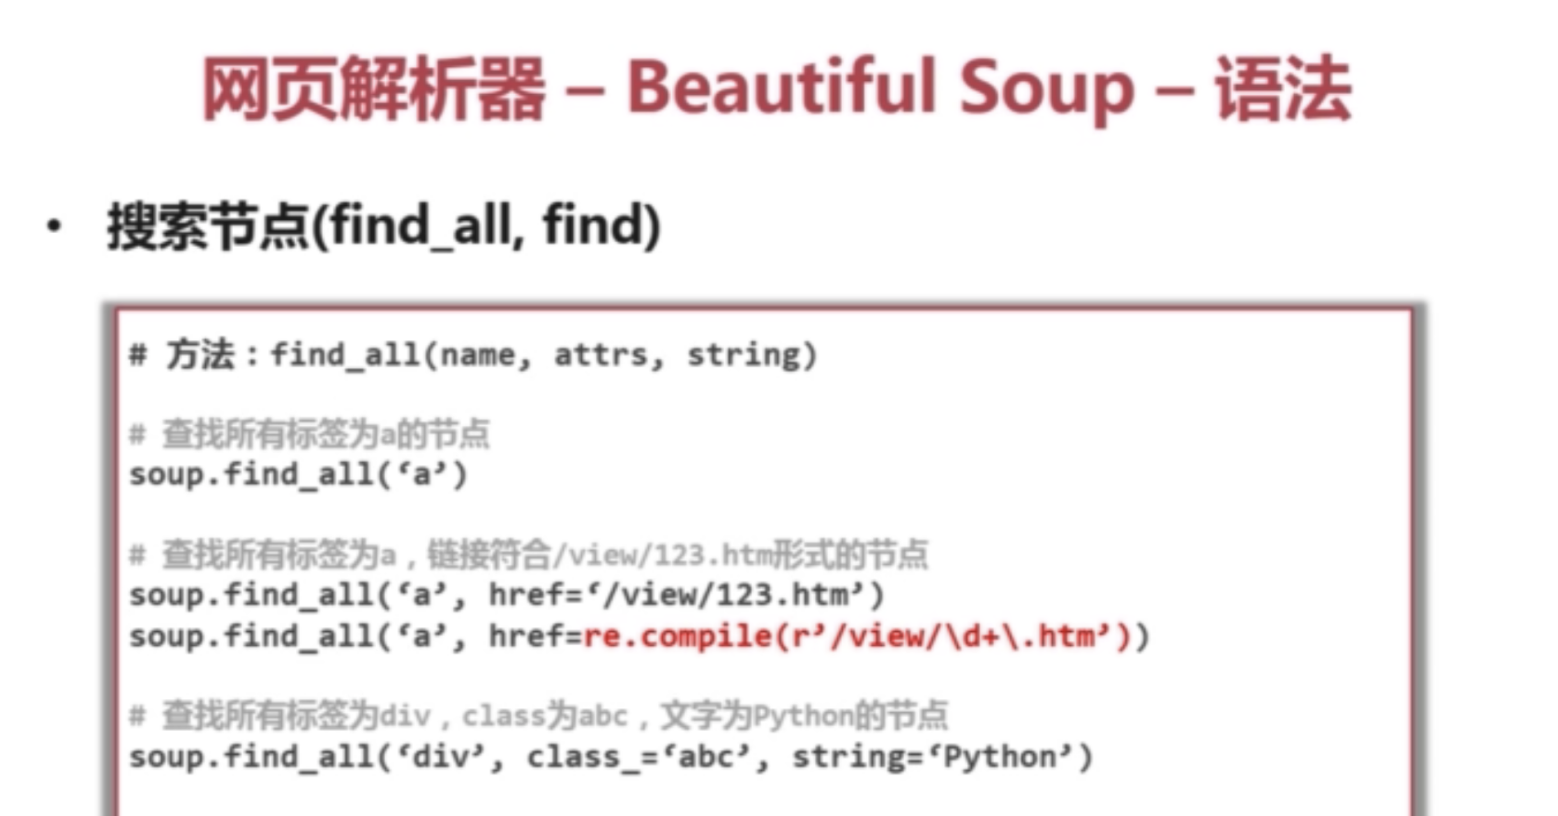 网页解析器 – Beautiful Soup – 语法
• 搜索节点(find_all, find)
# 方法：find_all(name, attrs, string)
# 查找所有标签为a的节点
soup.find_all(‘a’)
# 查找所有标签为a，链接符合/view/123.htm形式的节点
soup.find_all(‘a’, href=‘/view/123.htm’)
soup.find_all(‘a’, href=re.compile(r’/view/\d+\.htm’))
# 查找所有标签为div，class为abc，文字为Python的节点
soup.find_all(‘div’, class_=‘abc’, string=‘Python’)